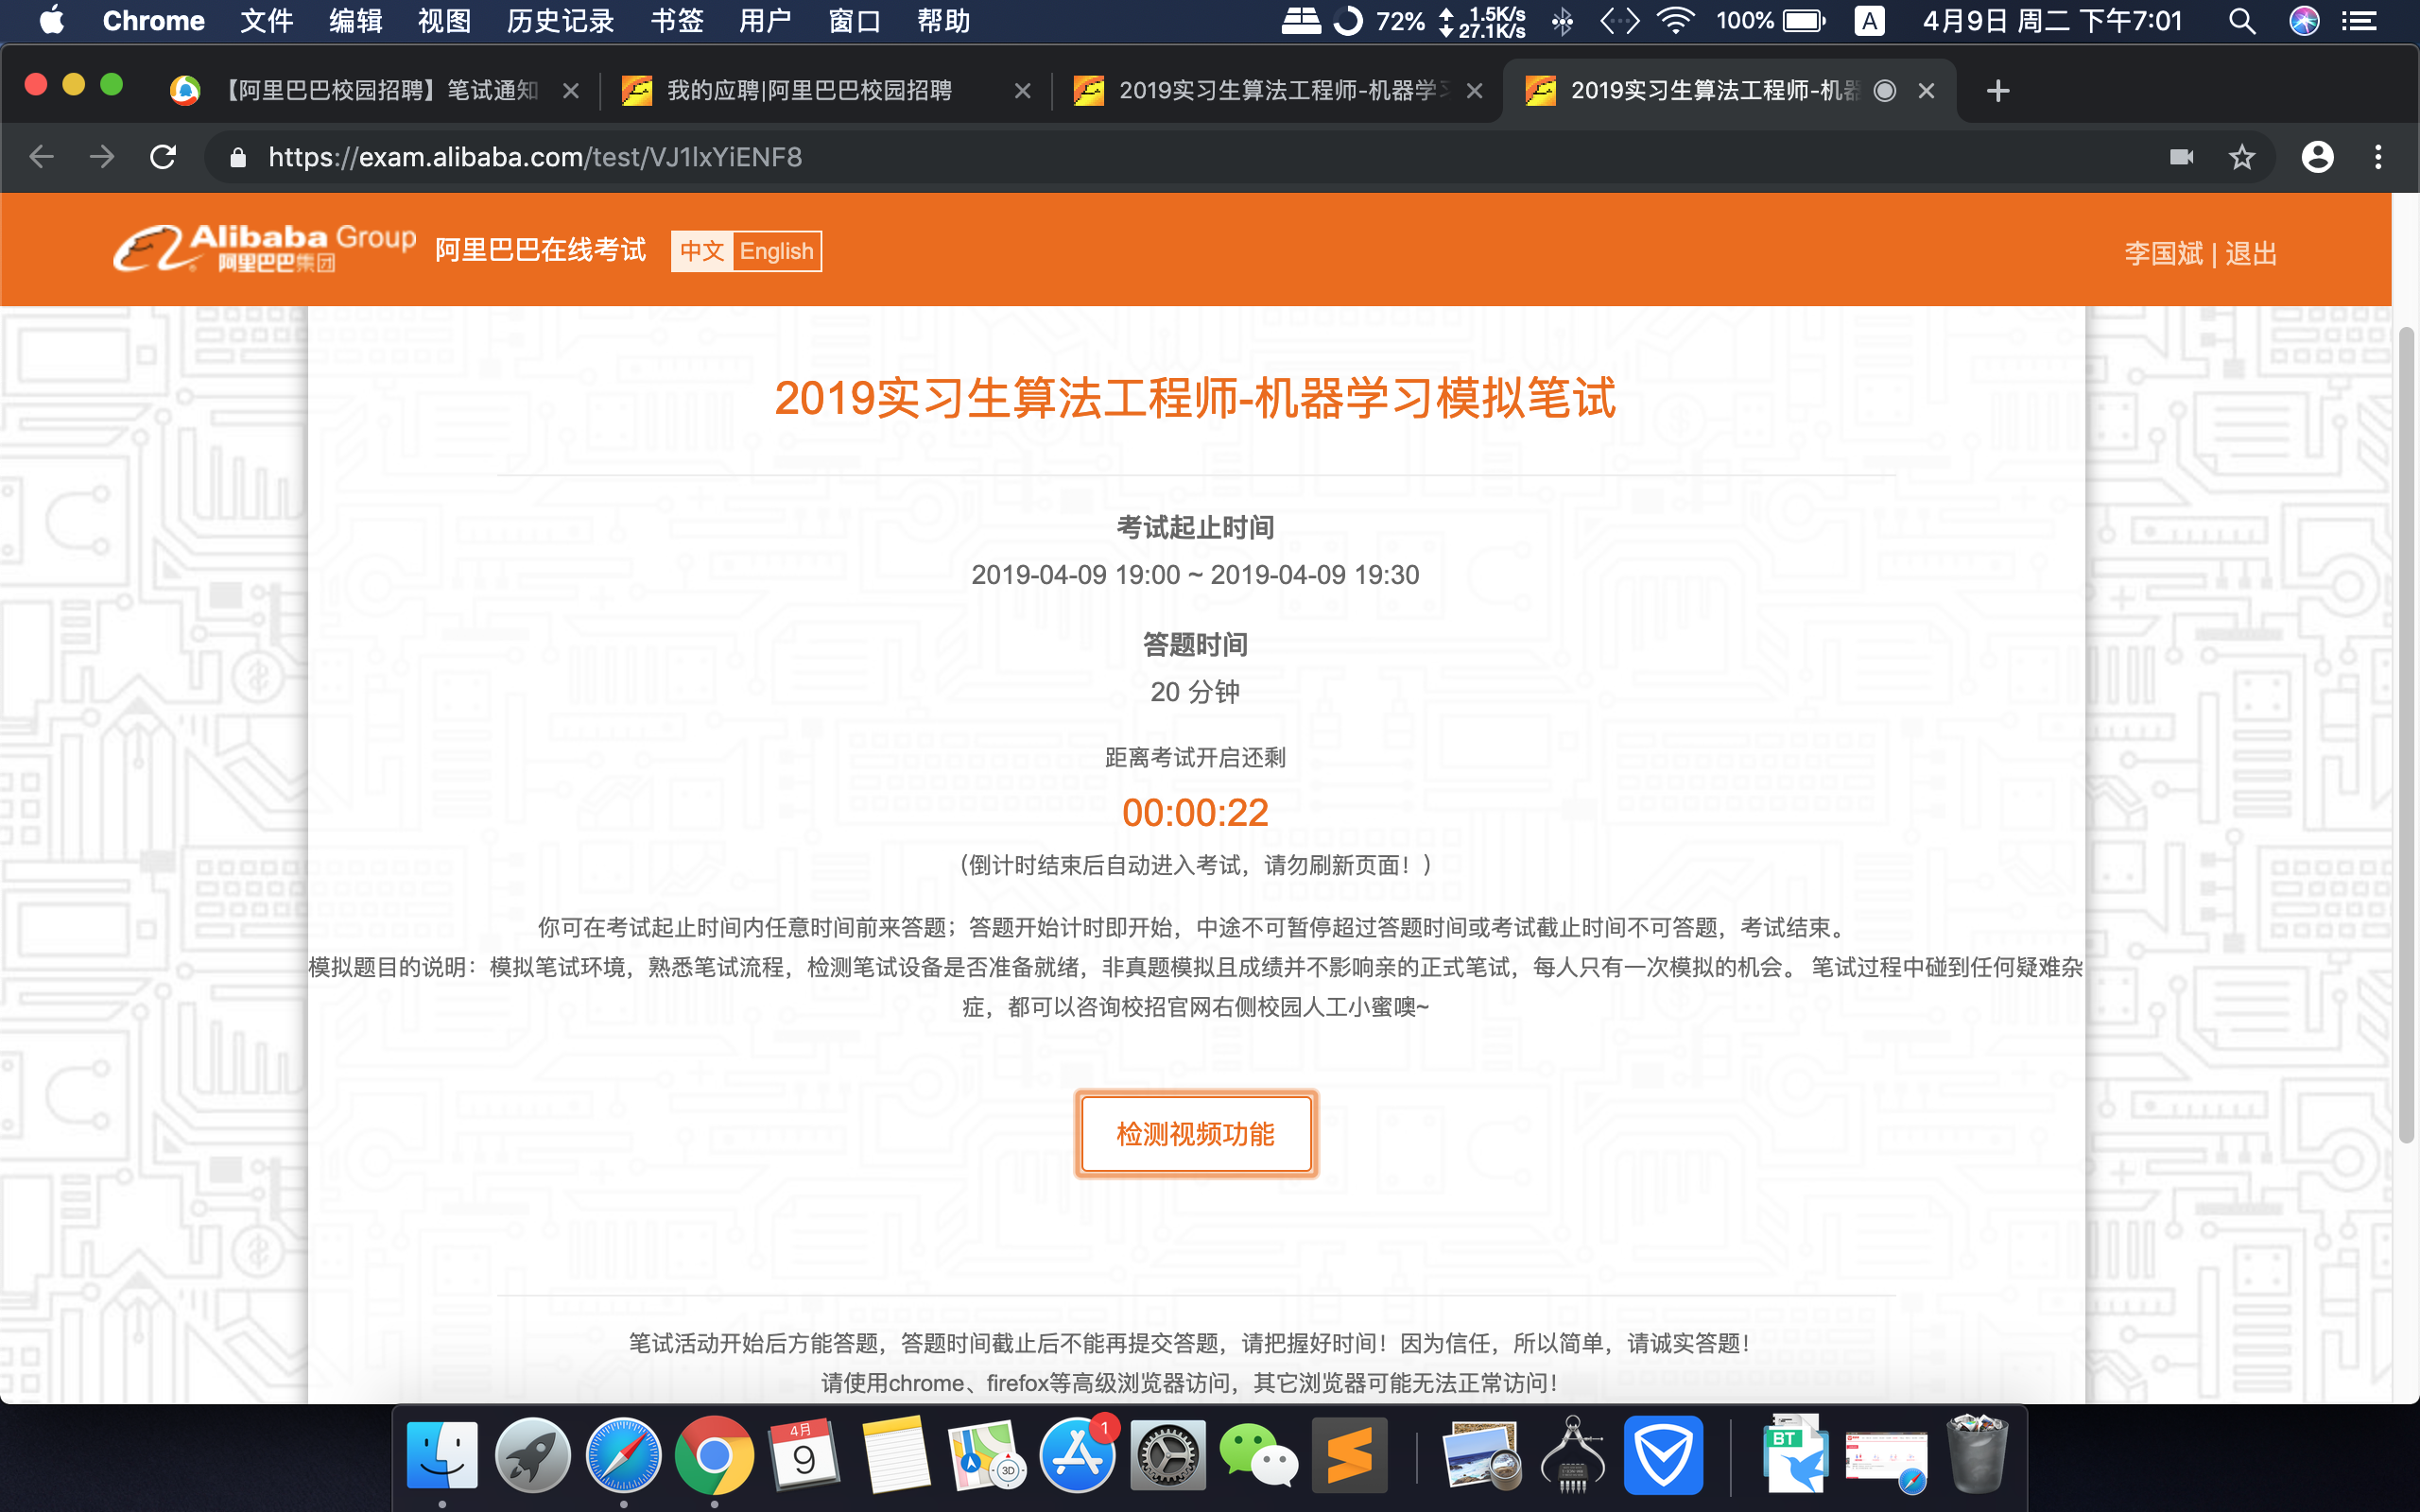 Chrome 文件 编辑 视图 历史记录 书签 用户 窗口 帮助 72% 1.5K/s 27.1K/s 100% A 4月9日 周二 下午7:01
【阿里巴巴校园招聘】笔试通知 我的应聘|阿里巴巴校园招聘 2019实习生算法工程师-机器学习 2019实习生算法工程师-机器
https://exam.alibaba.com/test/VJ1lxYiENF8
Alibaba Group 阿里巴巴集团 阿里巴巴在线考试 中文 English 李国斌 | 退出
2019实习生算法工程师-机器学习模拟笔试
考试起止时间
2019-04-09 19:00 ~ 2019-04-09 19:30
答题时间
20 分钟
距离考试开启还剩
00:00:22
（倒计时结束后自动进入考试，请勿刷新页面！）
你可在考试起止时间内任意时间前来答题；答题开始计时即开始，中途不可暂停超过答题时间或考试截止时间不可答题，考试结束。
模拟题目的说明：模拟笔试环境，熟悉笔试流程，检测笔试设备是否准备就绪，非真题模拟且成绩并不影响亲的正式笔试，每人只有一次模拟的机会。 笔试过程中碰到任何疑难杂
症，都可以咨询校招官网右侧校园人工小蜜噢~
检测视频功能
笔试活动开始后方能答题，答题时间截止后不能再提交答题，请把握好时间！因为信任，所以简单，请诚实答题！
请使用chrome、firefox等高级浏览器访问，其它浏览器可能无法正常访问！
4月
9
3D
1
BT